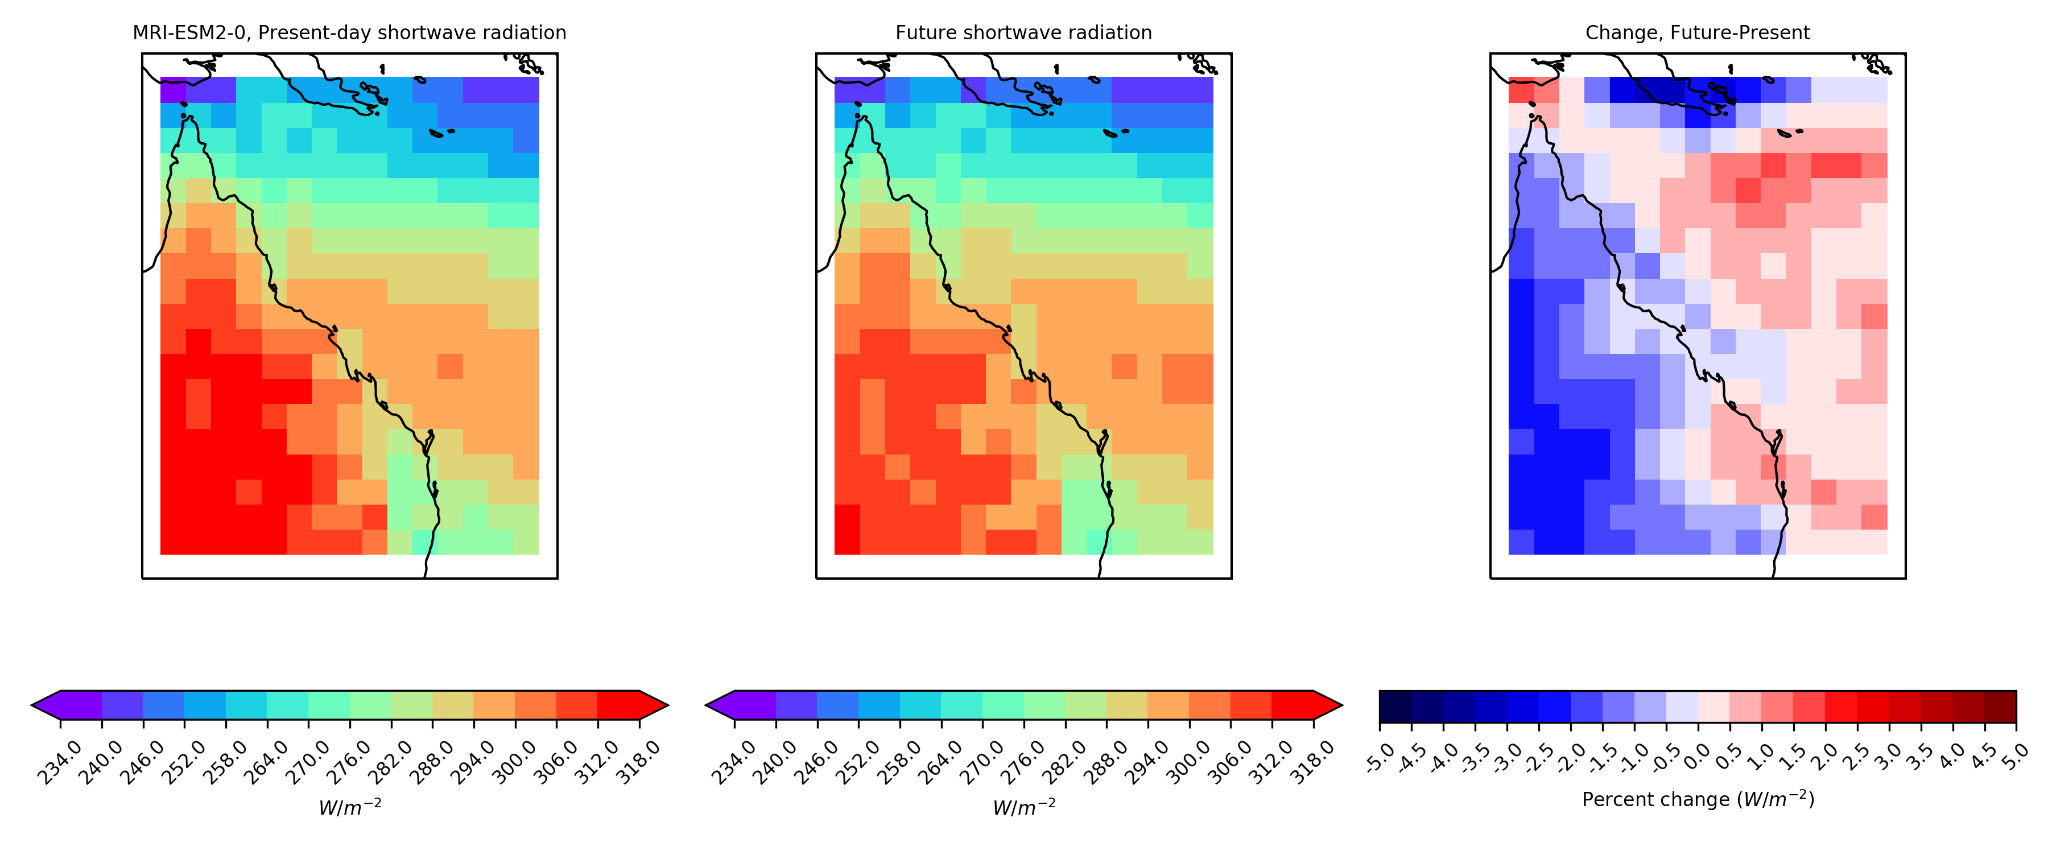 MRI-ESM2-0, Present-day shortwave radiation
Future shortwave radiation
Change, Future-Present
234.0 240.0 246.0 252.0 258.0 264.0 270.0 276.0 282.0 288.0 294.0 300.0 306.0 312.0 318.0
W/m⁻²
234.0 240.0 246.0 252.0 258.0 264.0 270.0 276.0 282.0 288.0 294.0 300.0 306.0 312.0 318.0
W/m⁻²
-5.0 -4.5 -4.0 -3.5 -3.0 -2.5 -2.0 -1.5 -1.0 -0.5 0.0 0.5 1.0 1.5 2.0 2.5 3.0 3.5 4.0 4.5 5.0
Percent change (W/m⁻²)